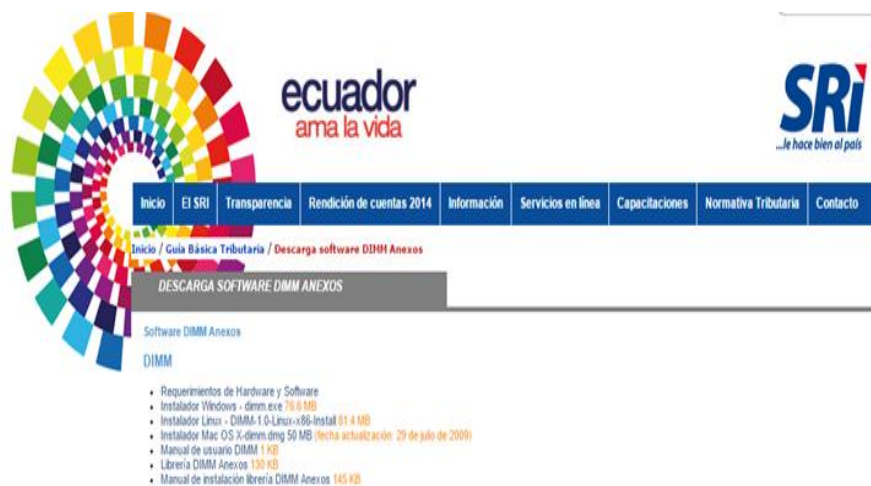 ecuador
ama la vida
SRi
...le hace bien al país
Inicio El SRI Transparencia Rendición de cuentas 2014 Información Servicios en línea Capacitaciones Normativa Tributaria Contacto
Inicio / Guía Básica Tributaria / Descarga software DIMM Anexos
DESCARGA SOFTWARE DIMM ANEXOS
Software DIMM Anexos
DIMM
Requerimientos de Hardware y Software
Instalador Windows - dimm.exe 76.6 MB
Instalador Linux - DIMM-1.0-Linux-x86-Install 81.4 MB
Instalador Mac OS X-dimm.dmg 50 MB (fecha actualización: 29 de julio de 2009)
Manual de usuario DIMM 1 KB
Librería DIMM Anexos 130 KB
Manual de instalación librería DIMM Anexos 145 KB